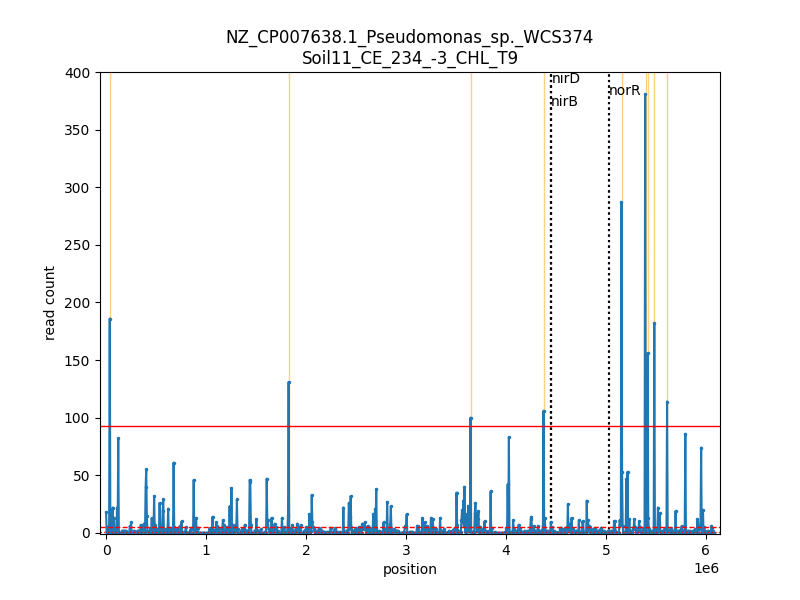 NZ_CP007638.1_Pseudomonas_sp._WCS374
Soil11_CE_234_-3_CHL_T9
400
350
300
250
200
150
100
50
0
read count
nirD
nirB
norR
0
1
2
3
4
5
6
1e6
position